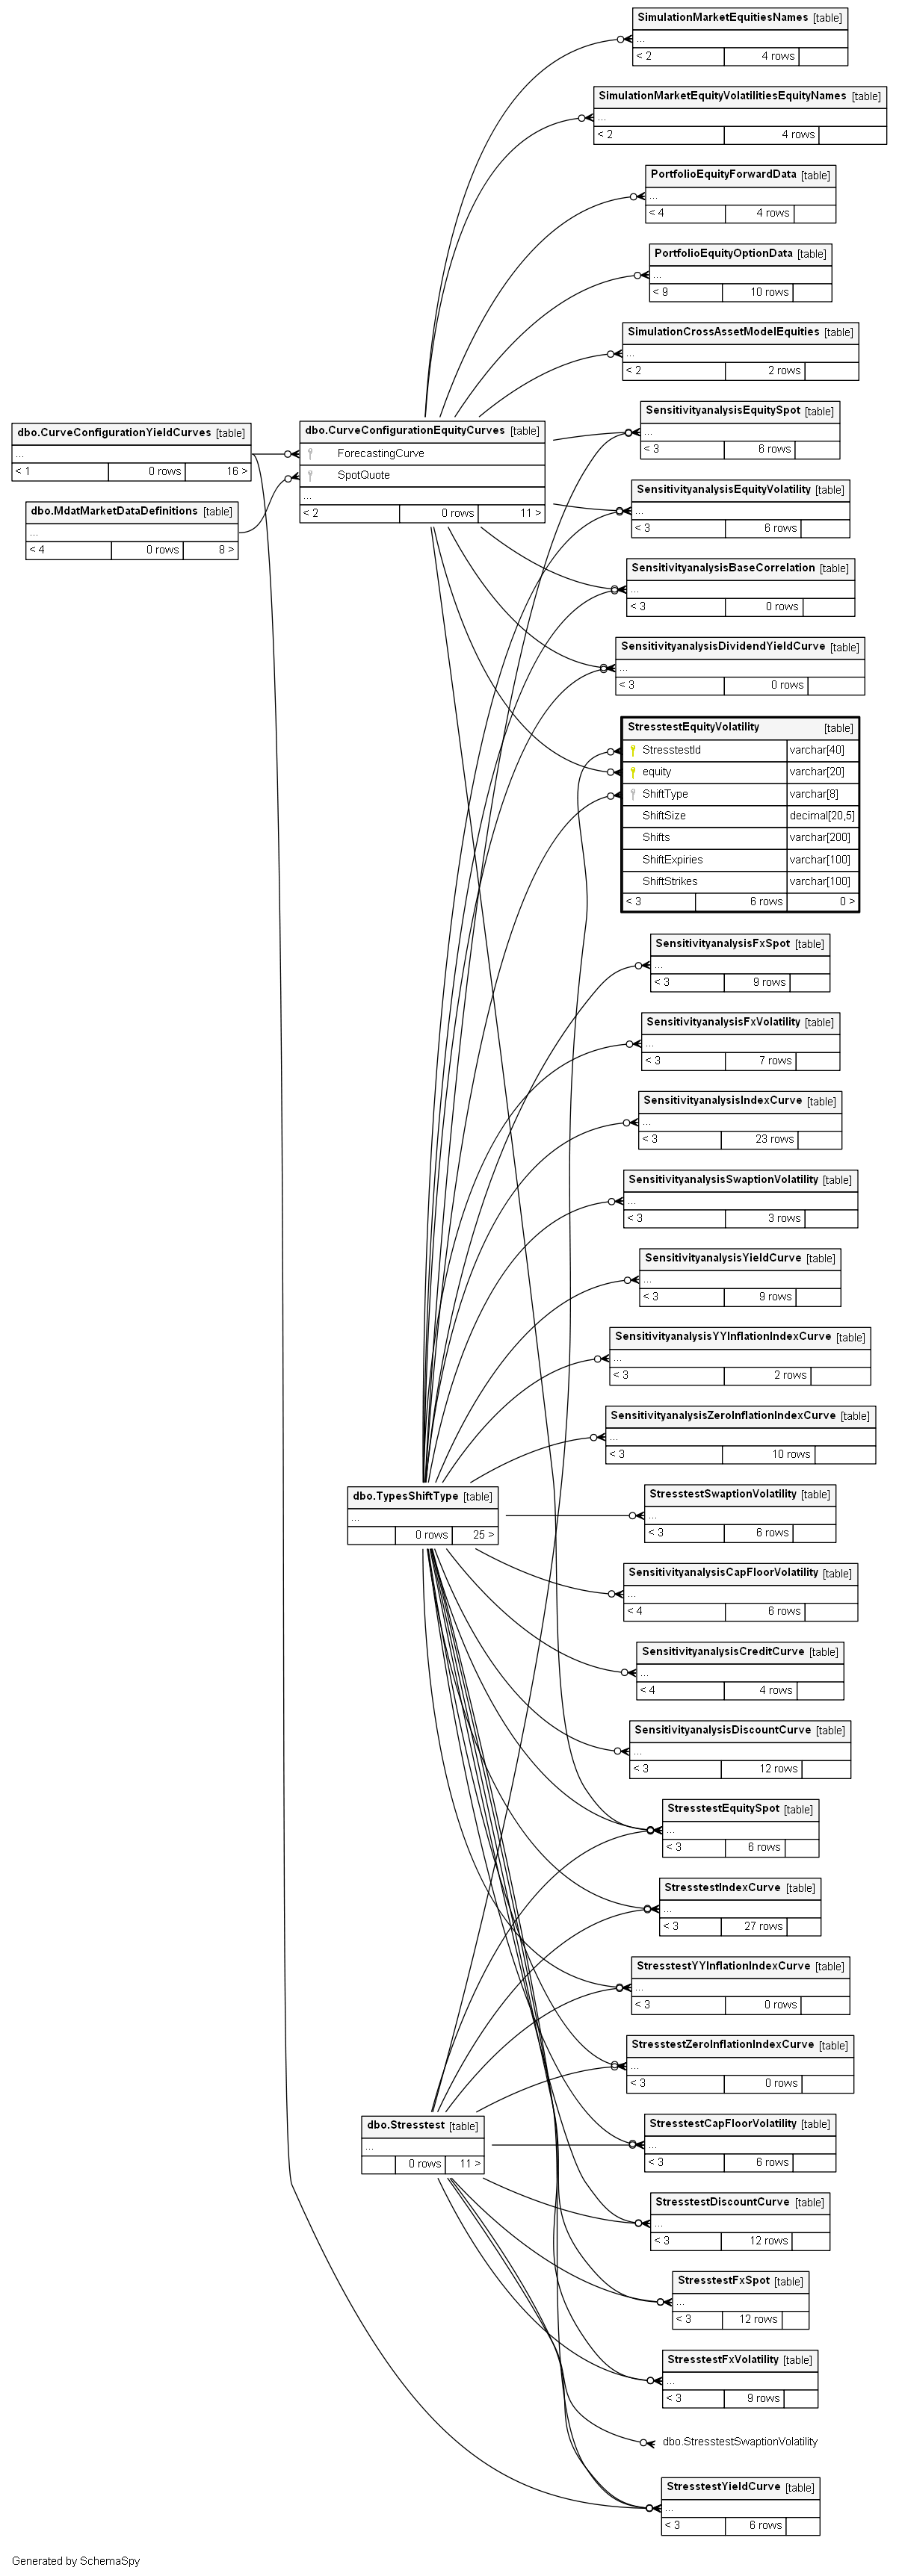 SimulationMarketEquitiesNames [table]
...
< 2 4 rows
SimulationMarketEquityVolatilitiesEquityNames [table]
...
< 2 4 rows
PortfolioEquityForwardData [table]
...
< 4 4 rows
PortfolioEquityOptionData [table]
...
< 9 10 rows
SimulationCrossAssetModelEquities [table]
...
< 2 2 rows
dbo.CurveConfigurationYieldCurves [table]
...
< 1 0 rows 16 >
dbo.MdatMarketDataDefinitions [table]
...
< 4 0 rows 8 >
dbo.CurveConfigurationEquityCurves [table]
ForecastingCurve
SpotQuote
...
< 2 0 rows 11 >
SensitivityanalysisEquitySpot [table]
...
< 3 6 rows
SensitivityanalysisEquityVolatility [table]
...
< 3 6 rows
SensitivityanalysisBaseCorrelation [table]
...
< 3 0 rows
SensitivityanalysisDividendYieldCurve [table]
...
< 3 0 rows
StresstestEquityVolatility [table]
StresstestId varchar[40]
equity varchar[20]
ShiftType varchar[8]
ShiftSize decimal[20,5]
Shifts varchar[200]
ShiftExpiries varchar[100]
ShiftStrikes varchar[100]
< 3 6 rows 0 >
SensitivityanalysisFxSpot [table]
...
< 3 9 rows
SensitivityanalysisFxVolatility [table]
...
< 3 7 rows
SensitivityanalysisIndexCurve [table]
...
< 3 23 rows
SensitivityanalysisSwaptionVolatility [table]
...
< 3 3 rows
SensitivityanalysisYieldCurve [table]
...
< 3 9 rows
SensitivityanalysisYYInflationIndexCurve [table]
...
< 3 2 rows
SensitivityanalysisZeroInflationIndexCurve [table]
...
< 3 10 rows
dbo.TypesShiftType [table]
...
0 rows 25 >
StresstestSwaptionVolatility [table]
...
< 3 6 rows
SensitivityanalysisCapFloorVolatility [table]
...
< 4 6 rows
SensitivityanalysisCreditCurve [table]
...
< 4 4 rows
SensitivityanalysisDiscountCurve [table]
...
< 3 12 rows
StresstestEquitySpot [table]
...
< 3 6 rows
StresstestIndexCurve [table]
...
< 3 27 rows
StresstestYYInflationIndexCurve [table]
...
< 3 0 rows
StresstestZeroInflationIndexCurve [table]
...
< 3 0 rows
dbo.Stresstest [table]
...
0 rows 11 >
StresstestCapFloorVolatility [table]
...
< 3 6 rows
StresstestDiscountCurve [table]
...
< 3 12 rows
StresstestFxSpot [table]
...
< 3 12 rows
StresstestFxVolatility [table]
...
< 3 9 rows
dbo.StresstestSwaptionVolatility
StresstestYieldCurve [table]
...
< 3 6 rows
Generated by SchemaSpy